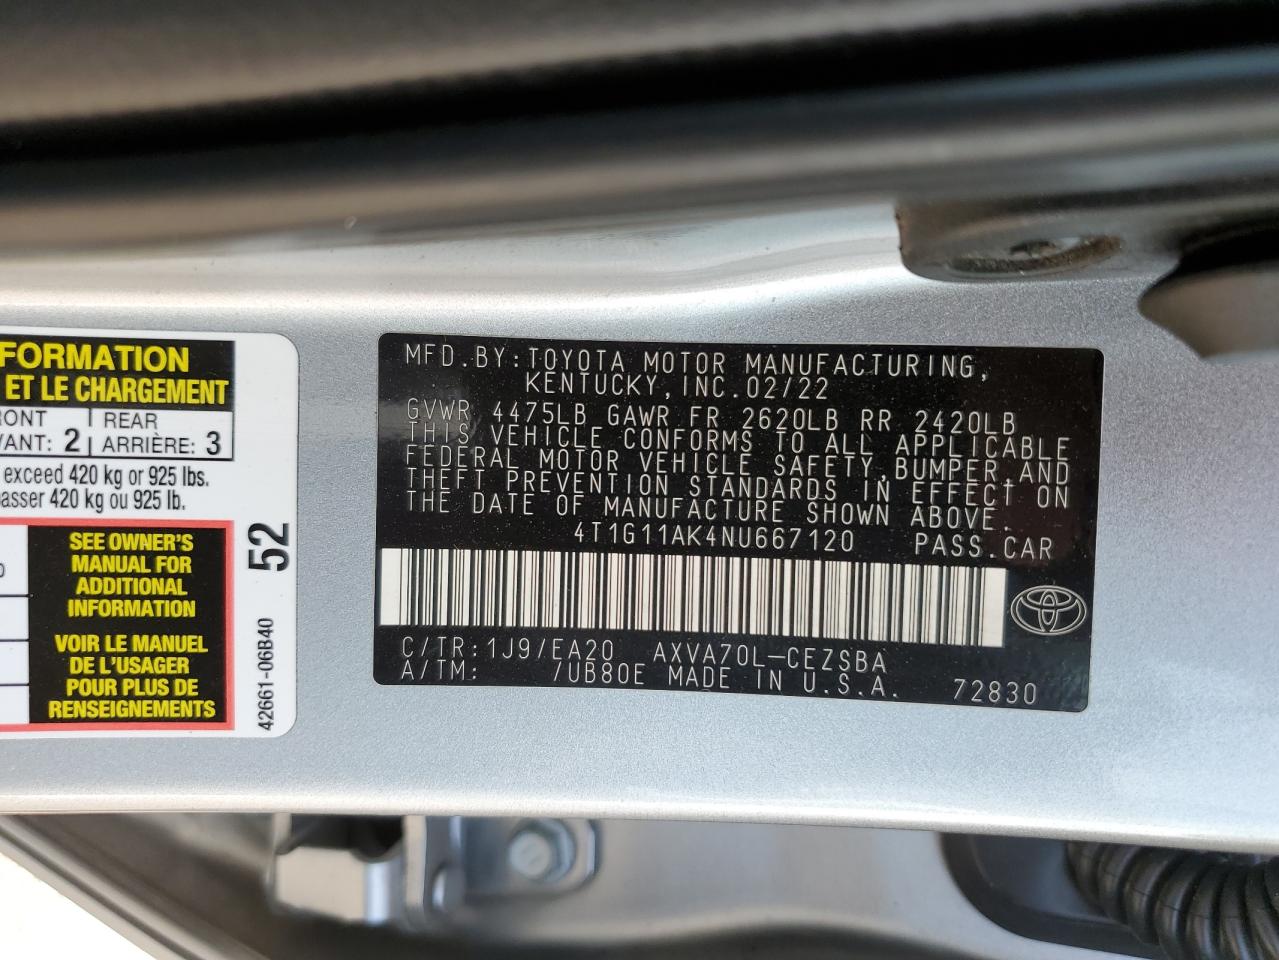 FORMATION
ET LE CHARGEMENT
REAR
VANT: 2 ARRIÈRE: 3
exceed 420 kg or 925 lbs.
passer 420 kg ou 925 lb.
SEE OWNER'S
MANUAL FOR
ADDITIONAL
INFORMATION
VOIR LE MANUEL
DE L'USAGER
POUR PLUS DE
RENSEIGNEMENTS
52
42661-06B40
MFD.BY:TOYOTA MOTOR MANUFACTURING,
KENTUCKY,INC.02/22
GVWR 4475LB GAWR FR 2620LB RR 2420LB
THIS VEHICLE CONFORMS TO ALL APPLICABLE
FEDERAL MOTOR VEHICLE SAFETY,BUMPER,AND
THEFT PREVENTION STANDARDS IN EFFECT ON
THE DATE OF MANUFACTURE SHOWN ABOVE.
4T1G11AK4NU667120 PASS.CAR
C/TR:1J9/EA20 AXVA70L-CEZSBA
A/TM: 7UB80E MADE IN U.S.A. 72830